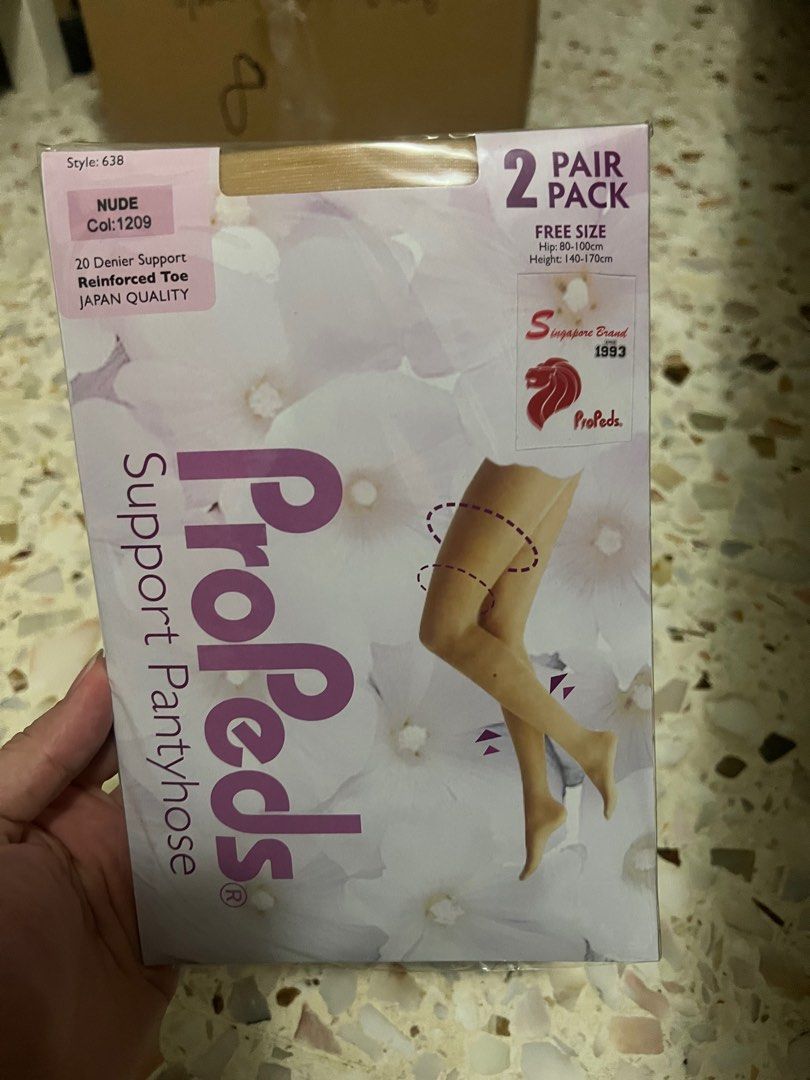 8
Style: 638
NUDE
Col:1209
20 Denier Support
Reinforced Toe
JAPAN QUALITY
2 PAIR
PACK
FREE SIZE
Hip: 80-100cm
Height: 140-170cm
Singapore Brand
1993
ProPeds®
ProPeds®
Support Pantyhose